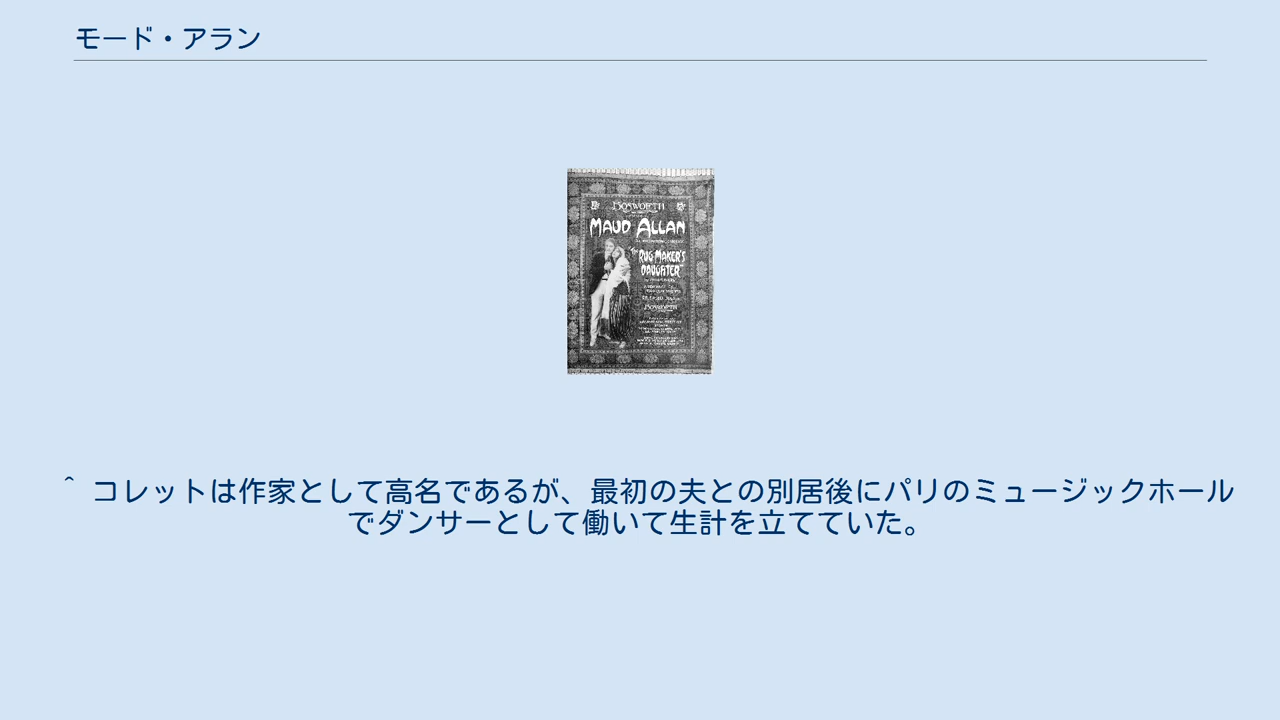 モード・アラン
BOSWORTH
MAUD ALLAN
"THE RUG MAKER'S
DAUGHTER"
BOSWORTH
^ コレットは作家として高名であるが、最初の夫との別居後にパリのミュージックホール
でダンサーとして働いて生計を立てていた。